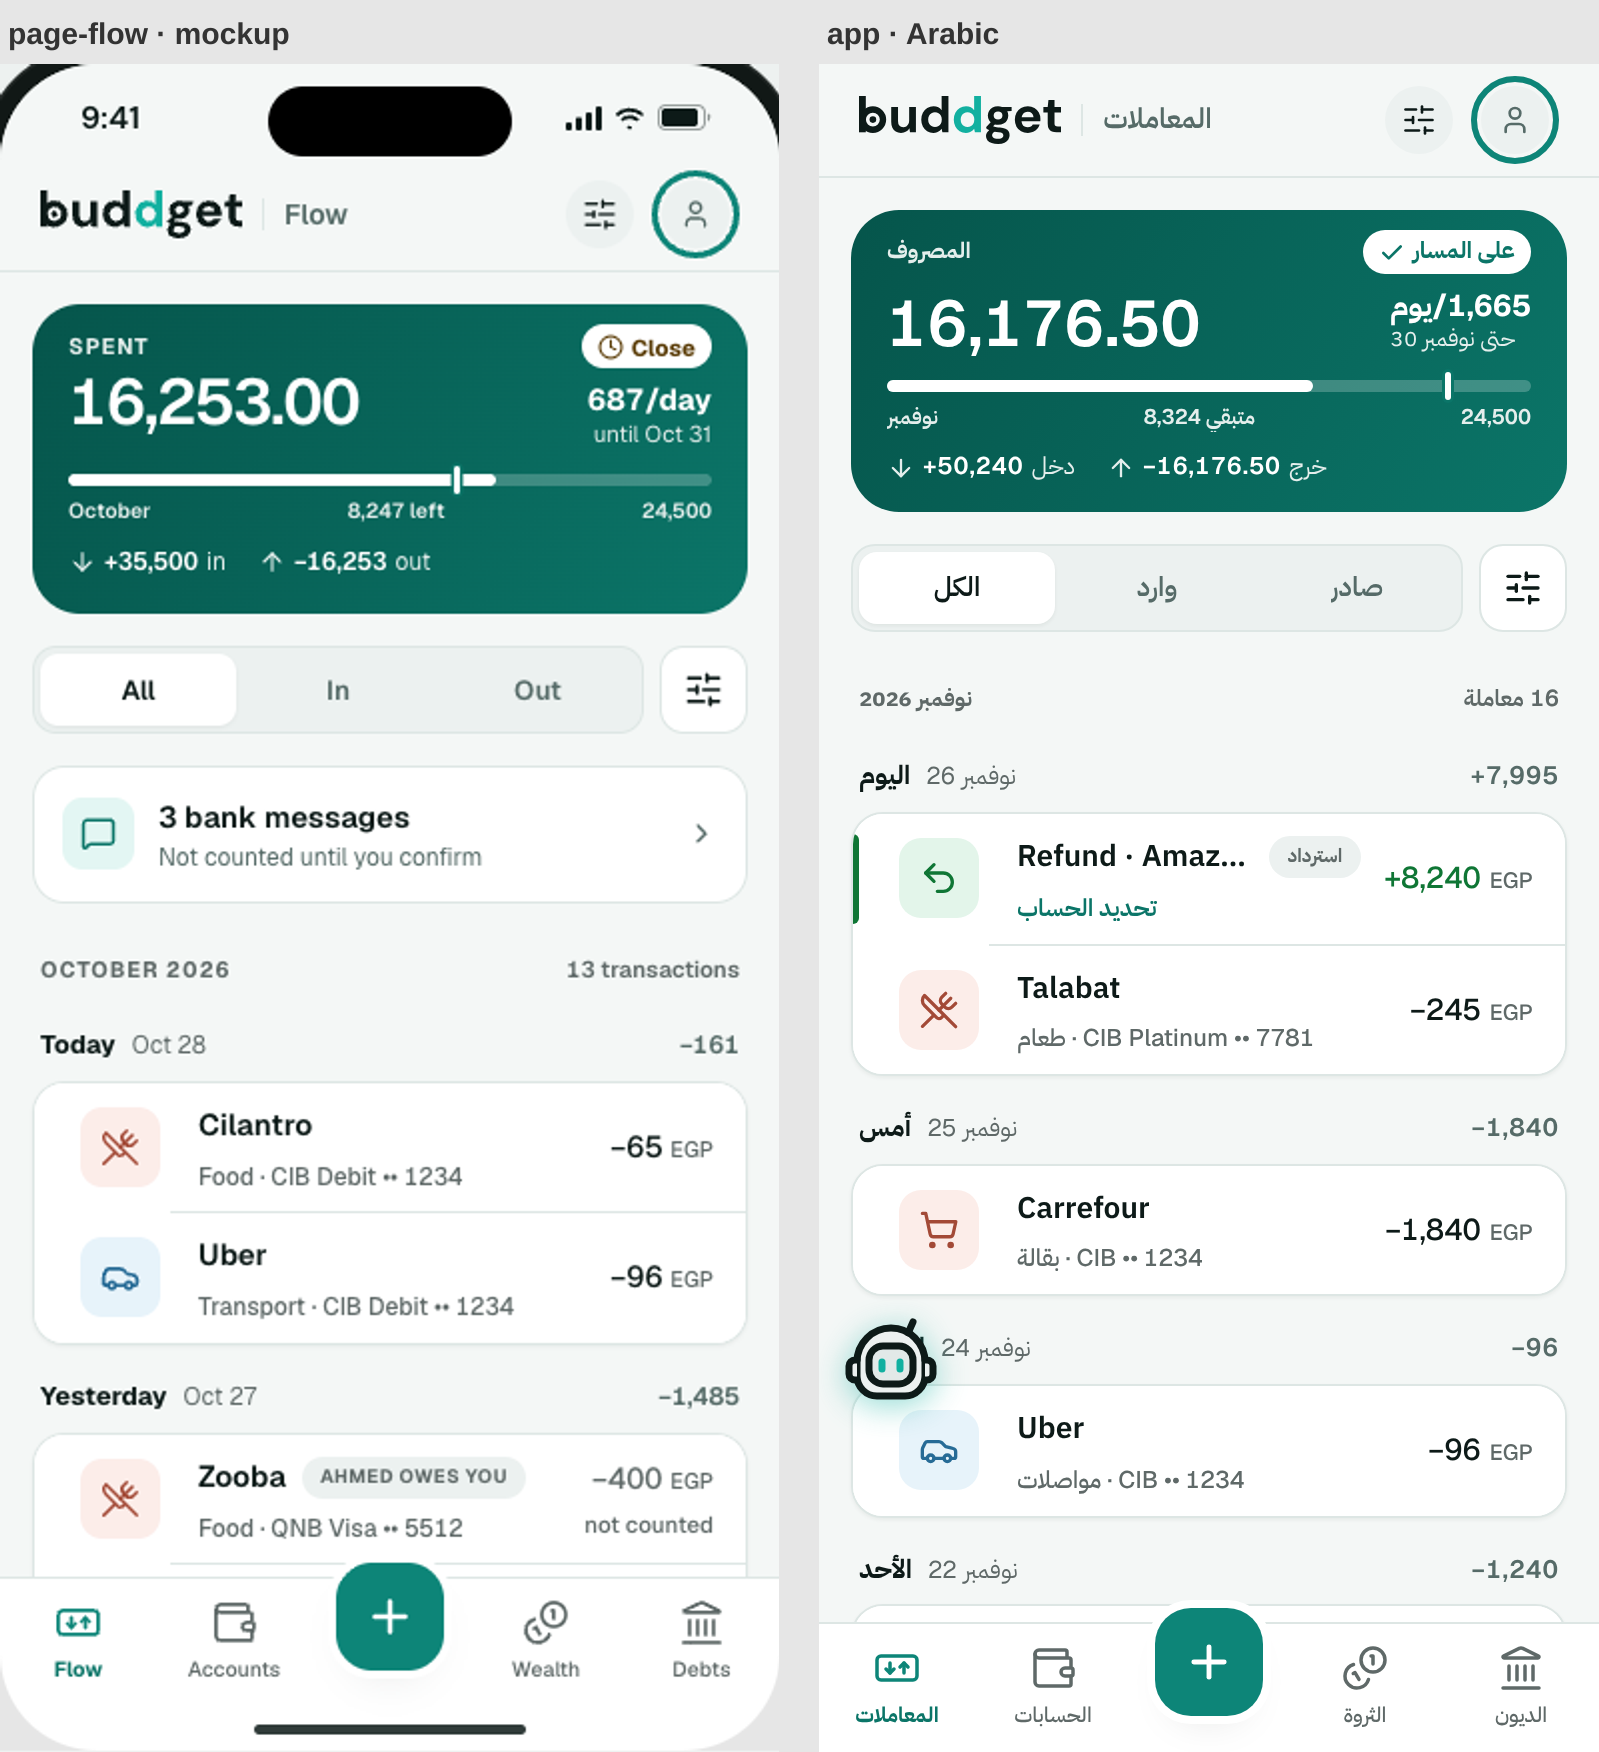 page-flow · mockup
9:41
buddget
Flow
SPENT
Close
16,253.00
687/day
until Oct 31
October
8,247 left
24,500
+35,500 in
−16,253 out
All
In
Out
3 bank messages
Not counted until you confirm
OCTOBER 2026
13 transactions
Today Oct 28
−161
Cilantro
−65 EGP
Food · CIB Debit •• 1234
Uber
−96 EGP
Transport · CIB Debit •• 1234
Yesterday Oct 27
−1,485
Zooba
AHMED OWES YOU
−400 EGP
Food · QNB Visa •• 5512
not counted
Flow
Accounts
Wealth
Debts
app · Arabic
buddget
المعاملات
المصروف
على المسار
16,176.50
1,665/يوم
حتى نوفمبر 30
نوفمبر
متبقي 8,324
24,500
+50,240 دخل
−16,176.50 خرج
الكل
وارد
صادر
نوفمبر 2026
16 معاملة
اليوم
نوفمبر 26
+7,995
Refund · Amaz...
استرداد
+8,240 EGP
تحديد الحساب
Talabat
−245 EGP
طعام · CIB Platinum •• 7781
أمس
نوفمبر 25
−1,840
Carrefour
−1,840 EGP
بقالة · CIB •• 1234
نوفمبر 24
−96
Uber
−96 EGP
مواصلات · CIB •• 1234
الأحد
نوفمبر 22
−1,240
المعاملات
الحسابات
الثروة
الديون